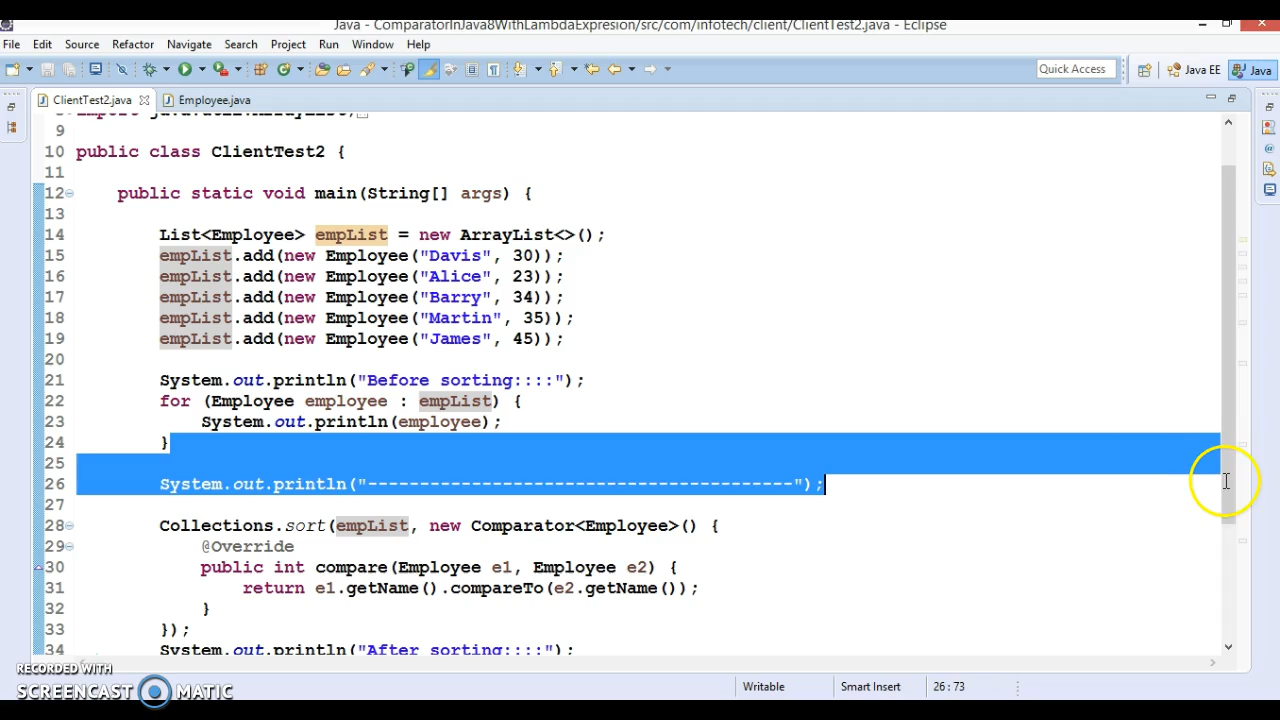 Java - ComparatorInJava8WithLambdaExpresion/src/com/infotech/client/ClientTest2.java - Eclipse
File Edit Source Refactor Navigate Search Project Run Window Help
Quick Access Java EE Java
ClientTest2.java Employee.java
8 import java.util.ArrayList;
9
10 public class ClientTest2 {
11
12 public static void main(String[] args) {
13
14 List<Employee> empList = new ArrayList<>();
15 empList.add(new Employee("Davis", 30));
16 empList.add(new Employee("Alice", 23));
17 empList.add(new Employee("Barry", 34));
18 empList.add(new Employee("Martin", 35));
19 empList.add(new Employee("James", 45));
20
21 System.out.println("Before sorting::::");
22 for (Employee employee : empList) {
23 System.out.println(employee);
24 }
25
26 System.out.println("-----------------------------------------");
27
28 Collections.sort(empList, new Comparator<Employee>() {
29 @Override
30 public int compare(Employee e1, Employee e2) {
31 return e1.getName().compareTo(e2.getName());
32 }
33 });
34 System.out.println("After sorting::::");
RECORDED WITH
SCREENCAST MATIC
Writable Smart Insert 26 : 73